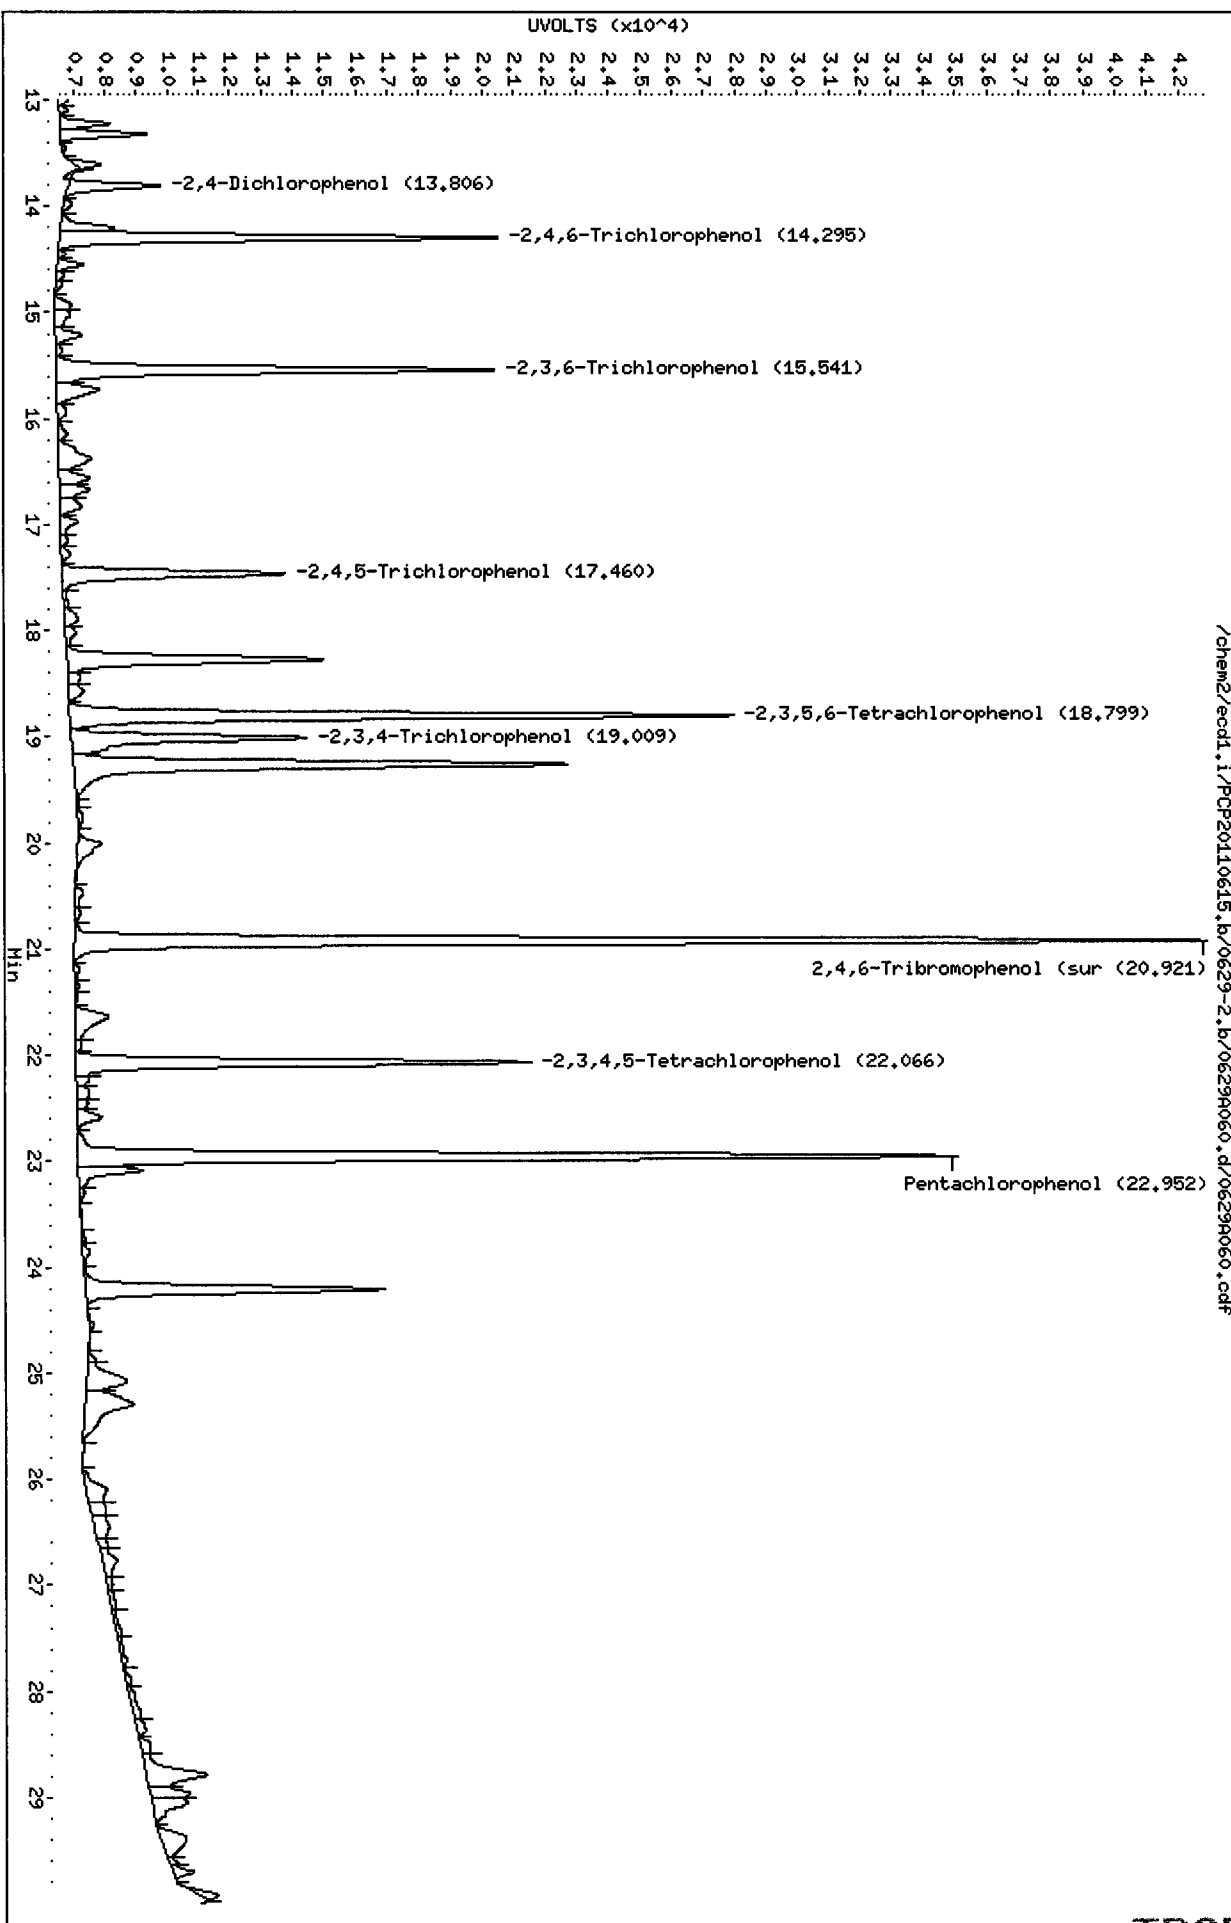 /chem2/ecd1.i/PCP20110615.b/0629-2.b/0629A060.d/0629A060.cdf
UVOLTS (x10^4)
0.7 0.8 0.9 1.0 1.1 1.2 1.3 1.4 1.5 1.6 1.7 1.8 1.9 2.0 2.1 2.2 2.3 2.4 2.5 2.6 2.7 2.8 2.9 3.0 3.1 3.2 3.3 3.4 3.5 3.6 3.7 3.8 3.9 4.0 4.1 4.2
-2,4-Dichlorophenol (13.806)
-2,4,6-Trichlorophenol (14.295)
-2,3,6-Trichlorophenol (15.541)
-2,4,5-Trichlorophenol (17.460)
-2,3,5,6-Tetrachlorophenol (18.799)
-2,3,4-Trichlorophenol (19.009)
2,4,6-Tribromophenol (sur (20.921)
-2,3,4,5-Tetrachlorophenol (22.066)
Pentachlorophenol (22.952)
13 14 15 16 17 18 19 20 21 22 23 24 25 26 27 28 29
Min